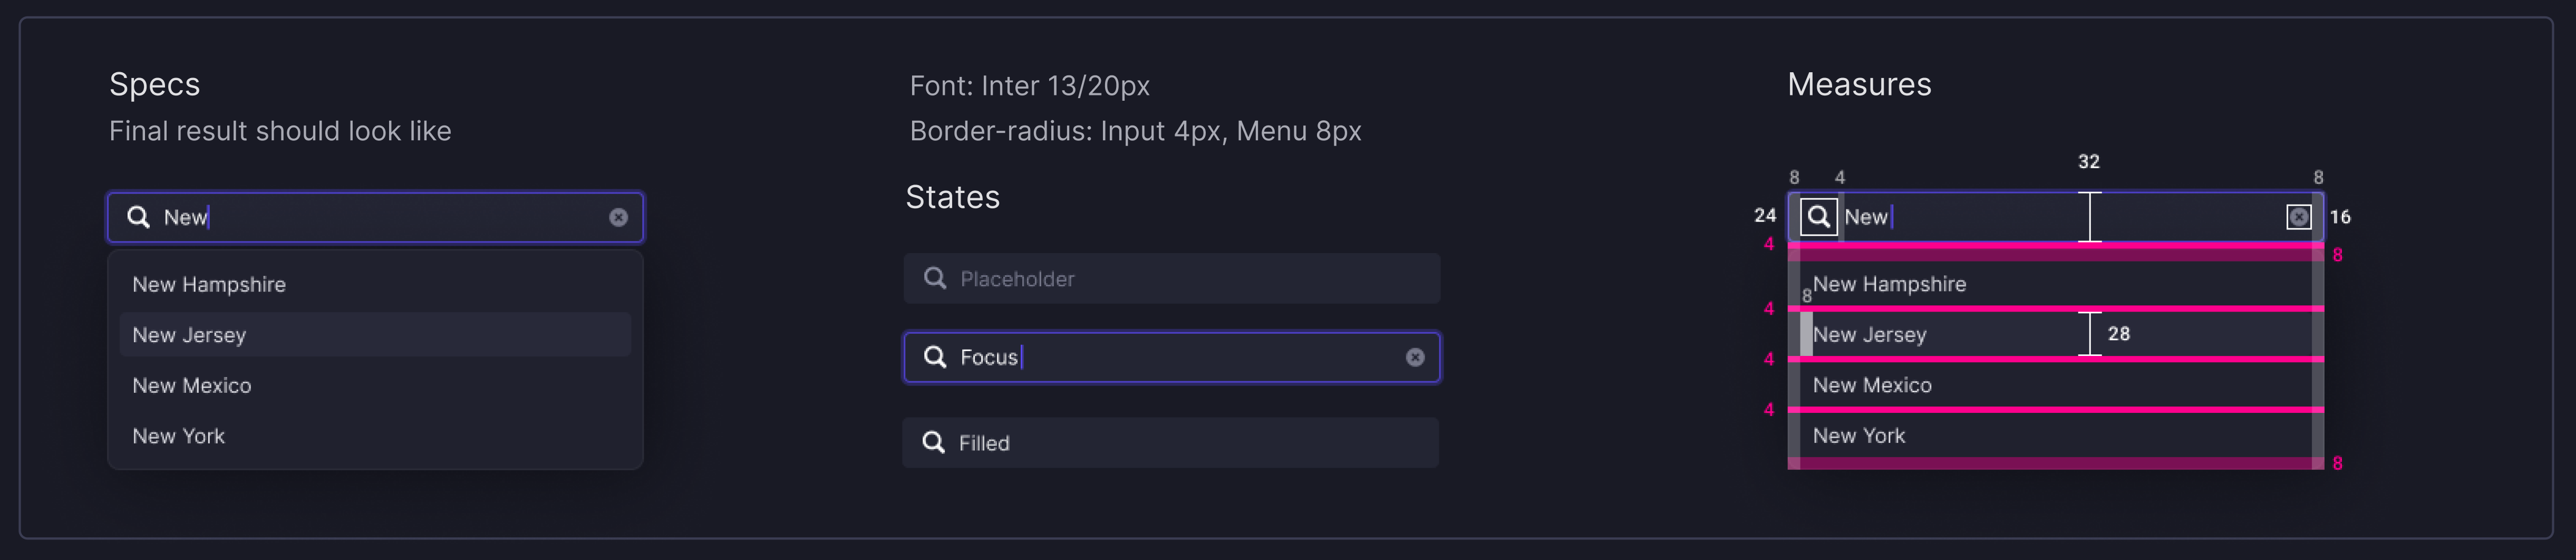 Specs
Final result should look like
New
New Hampshire
New Jersey
New Mexico
New York
Font: Inter 13/20px
Border-radius: Input 4px, Menu 8px
States
Placeholder
Focus
Filled
Measures
32
8 4 8
24 New 16
4 8
New Hampshire
4 8
New Jersey 28
4
New Mexico
4
New York
8